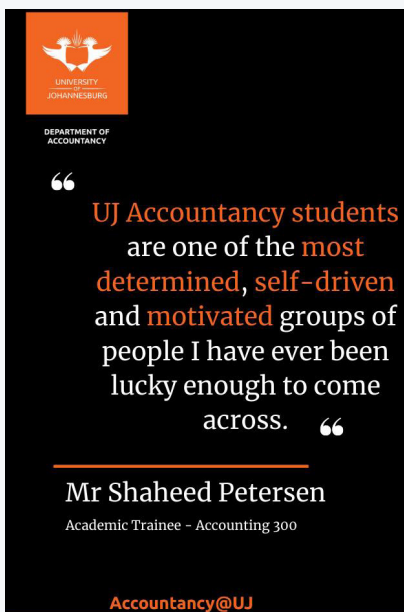 UNIVERSITY
OF
JOHANNESBURG
DEPARTMENT OF
ACCOUNTANCY
“
UJ Accountancy students
are one of the most
determined, self-driven
and motivated groups of
people I have ever been
lucky enough to come
across. “
Mr Shaheed Petersen
Academic Trainee - Accounting 300
Accountancy@UJ